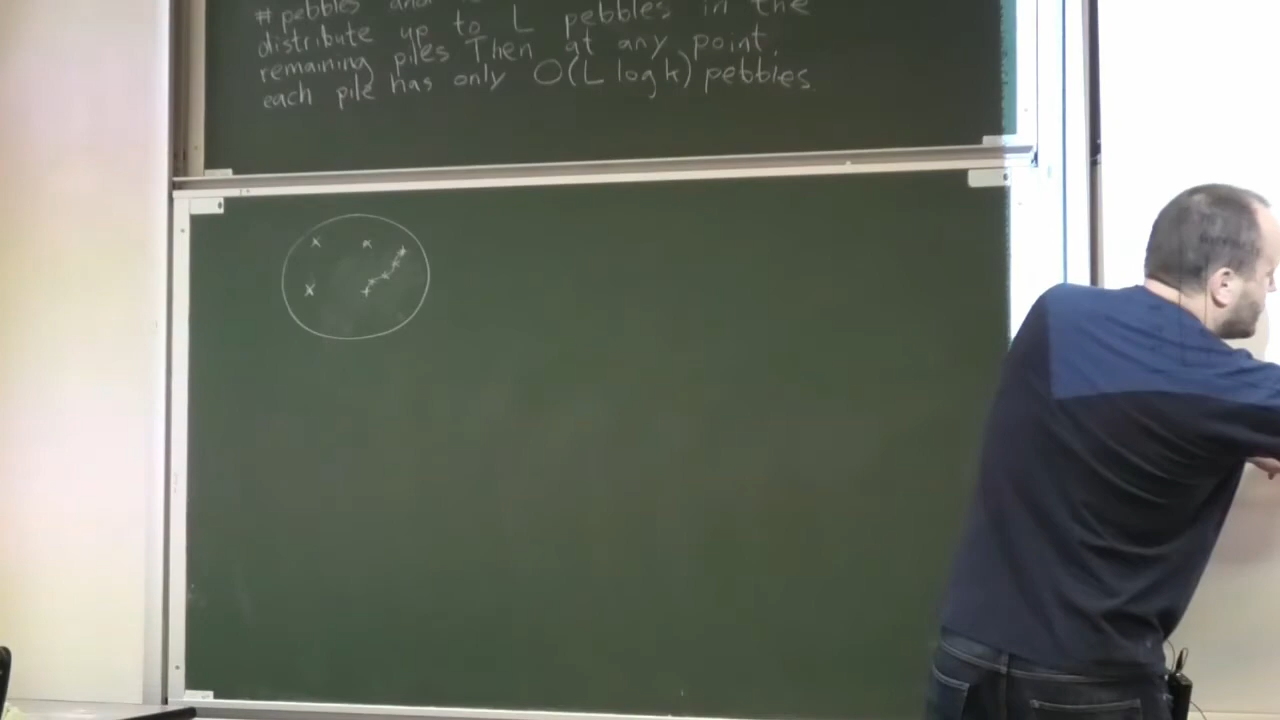 # pebbles and
distribute up to L pebbles in the
remaining piles Then at any point,
each pile has only O(L log k) pebbles.